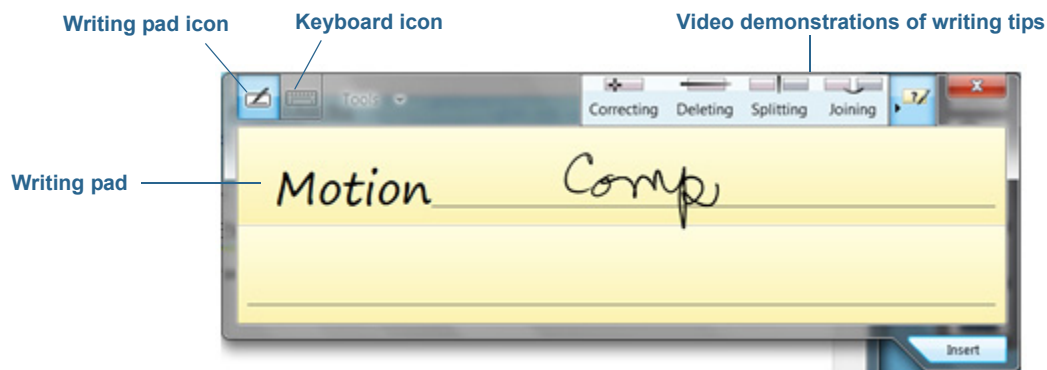 Writing pad icon Keyboard icon Video demonstrations of writing tips
Tools
Correcting Deleting Splitting Joining
Writing pad Motion Comp
Insert